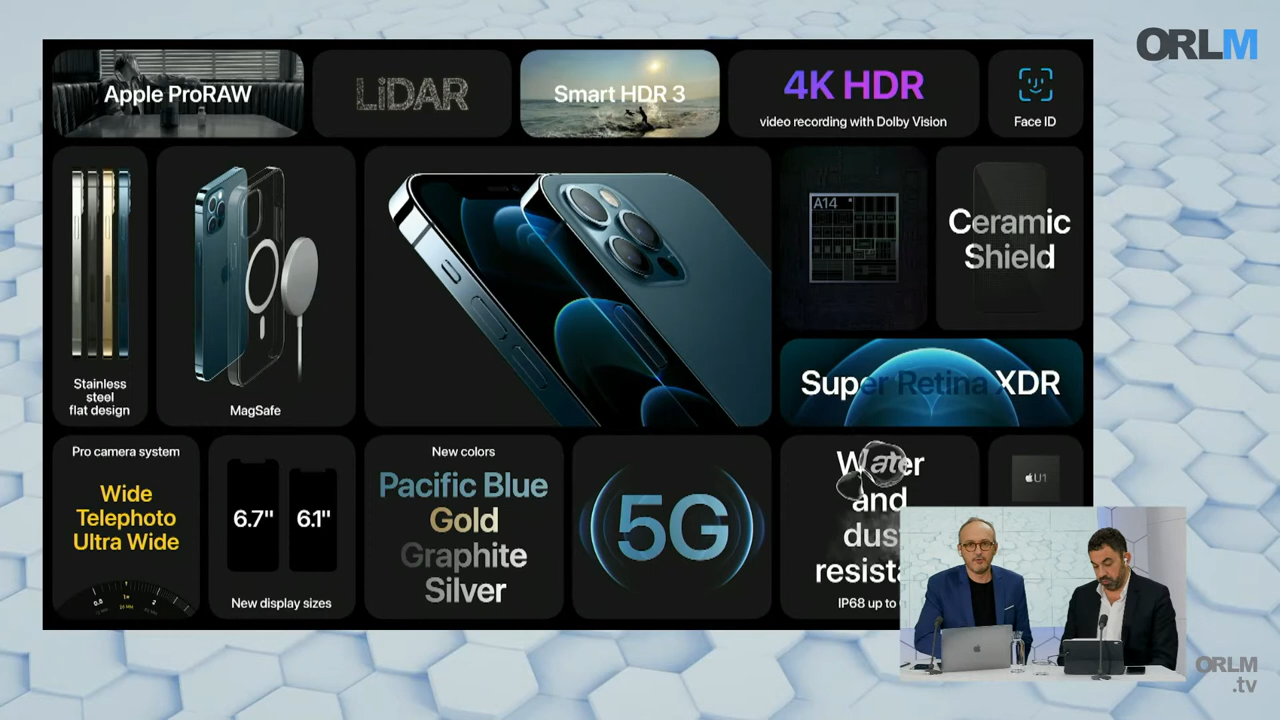 ORLM
Apple ProRAW
LiDAR
Smart HDR 3
4K HDR
video recording with Dolby Vision
Face ID
Stainless
steel
flat design
MagSafe
A14
Ceramic
Shield
Super Retina XDR
Pro camera system
Wide
Telephoto
Ultra Wide
6.7"
6.1"
New display sizes
New colors
Pacific Blue
Gold
Graphite
Silver
5G
Water
and
dus
resist
IP68 up to
U1
ORLM
.tv